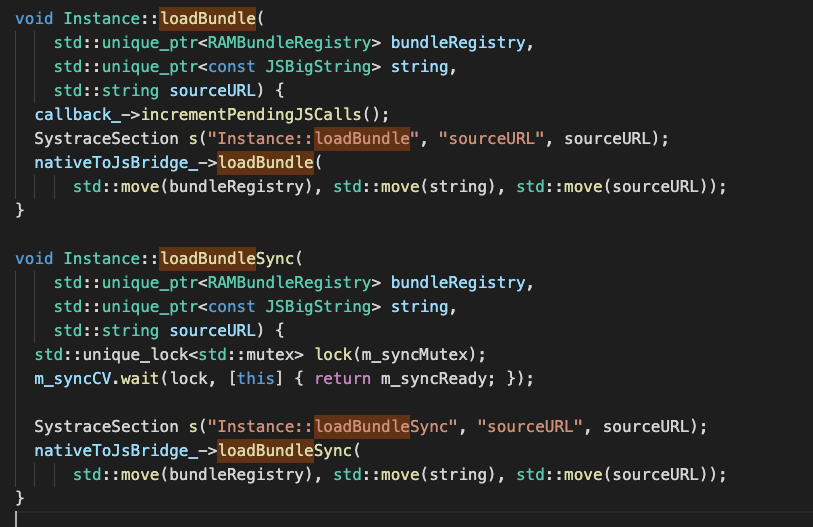 void Instance::loadBundle(
std::unique_ptr<RAMBundleRegistry> bundleRegistry,
std::unique_ptr<const JSBigString> string,
std::string sourceURL) {
callback_->incrementPendingJSCalls();
SystraceSection s("Instance::loadBundle", "sourceURL", sourceURL);
nativeToJsBridge_->loadBundle(
std::move(bundleRegistry), std::move(string), std::move(sourceURL));
}
void Instance::loadBundleSync(
std::unique_ptr<RAMBundleRegistry> bundleRegistry,
std::unique_ptr<const JSBigString> string,
std::string sourceURL) {
std::unique_lock<std::mutex> lock(m_syncMutex);
m_syncCV.wait(lock, [this] { return m_syncReady; });
SystraceSection s("Instance::loadBundleSync", "sourceURL", sourceURL);
nativeToJsBridge_->loadBundleSync(
std::move(bundleRegistry), std::move(string), std::move(sourceURL));
}